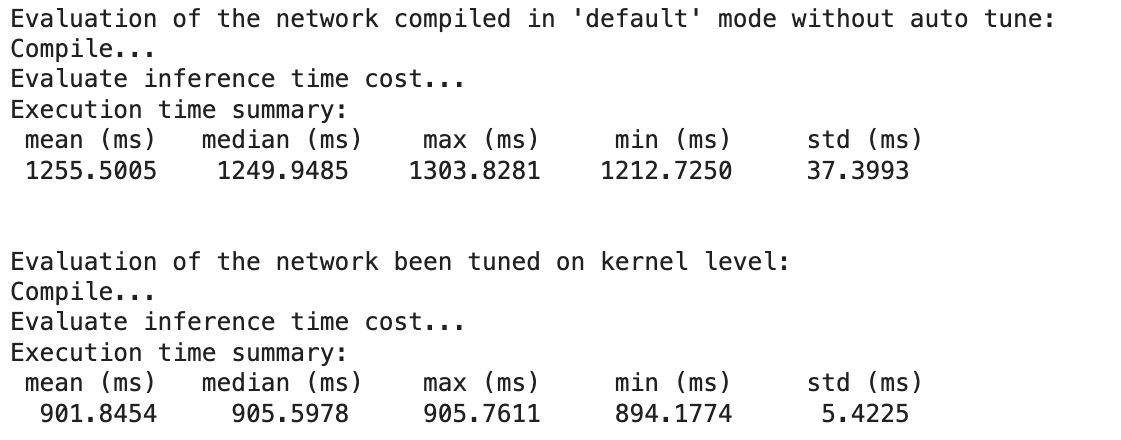 Evaluation of the network compiled in 'default' mode without auto tune:
Compile...
Evaluate inference time cost...
Execution time summary:
 mean (ms)   median (ms)    max (ms)     min (ms)     std (ms)
 1255.5005    1249.9485    1303.8281    1212.7250     37.3993
Evaluation of the network been tuned on kernel level:
Compile...
Evaluate inference time cost...
Execution time summary:
 mean (ms)   median (ms)    max (ms)     min (ms)     std (ms)
  901.8454     905.5978     905.7611     894.1774      5.4225